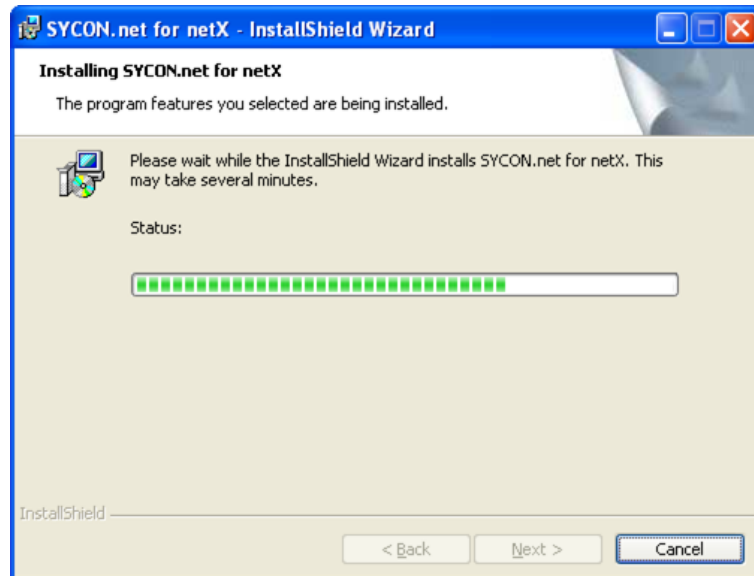 SYCON.net for netX - InstallShield Wizard
Installing SYCON.net for netX
The program features you selected are being installed.
Please wait while the InstallShield Wizard installs SYCON.net for netX. This
may take several minutes.
Status:
InstallShield
< Back
Next >
Cancel